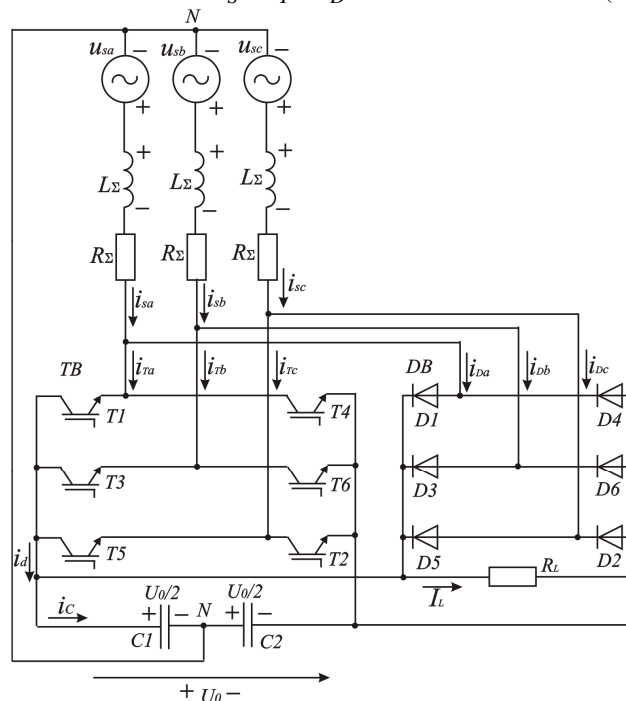 N
usa − usb − usc −
+ + +
+ + +
LΣ LΣ LΣ
− − −
RΣ RΣ RΣ
isa isb isc
TB iTa iTb iTc DB iDa iDb iDc
T1 T4 D1 D4
T3 T6 D3 D6
T5 T2 D5 D2
id IL RL
U0/2 U0/2
iC + − N + −
C1 C2
+ U0 −